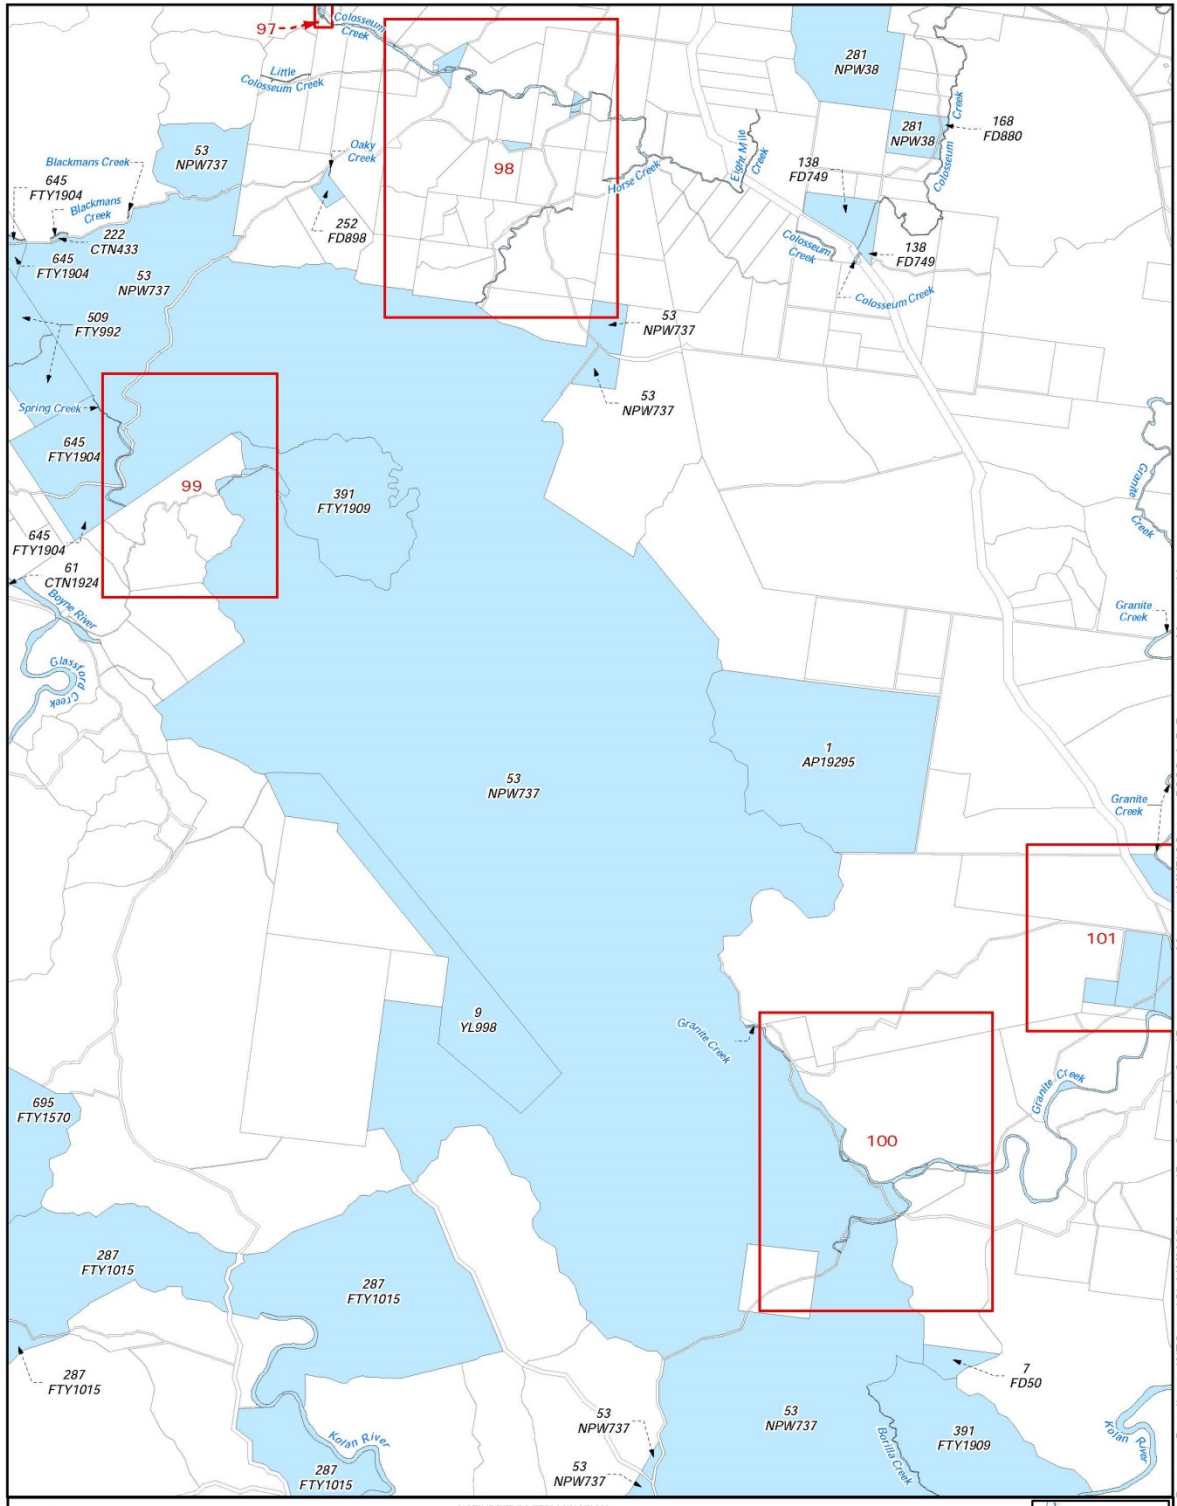 97
Colosseum
Creek
Little
Colosseum Creek
281
NPW38
281
NPW38
Creek
Colosseum
168
FD880
53
NPW737
Oaky
Creek
98
Eight Mile
Creek
138
FD749
Horse Creek
Blackmans Creek
645
FTY1904
Blackmans
Creek
222
CTN433
252
FD898
Colosseum
Creek
138
FD749
645
FTY1904
53
NPW737
Colosseum Creek
509
FTY992
53
NPW737
53
NPW737
Spring Creek
645
FTY1904
99
391
FTY1909
Granite
Creek
645
FTY1904
61
CTN1924
Boyne River
Granite
Creek
Glassford
Creek
1
AP19295
53
NPW737
Granite
Creek
101
9
YL998
Granite Creek
Granite Creek
695
FTY1570
100
287
FTY1015
287
FTY1015
287
FTY1015
7
FD50
53
NPW737
53
NPW737
391
FTY1909
Kolan River
Kolan River
Borilla Creek
287
FTY1015
53
NPW737